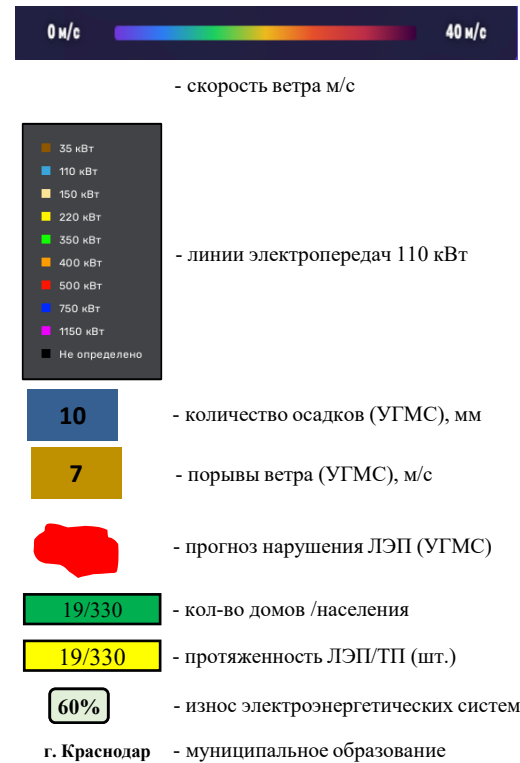 0 м/с 40 м/с
- скорость ветра м/с
35 кВт
110 кВт
150 кВт
220 кВт
350 кВт
- линии электропередач 110 кВт
400 кВт
500 кВт
750 кВт
1150 кВт
Не определено
10 - количество осадков (УГМС), мм
7 - порывы ветра (УГМС), м/с
- прогноз нарушения ЛЭП (УГМС)
19/330 - кол-во домов /населения
19/330 - протяженность ЛЭП/ТП (шт.)
60% - износ электроэнергетических систем
г. Краснодар - муниципальное образование